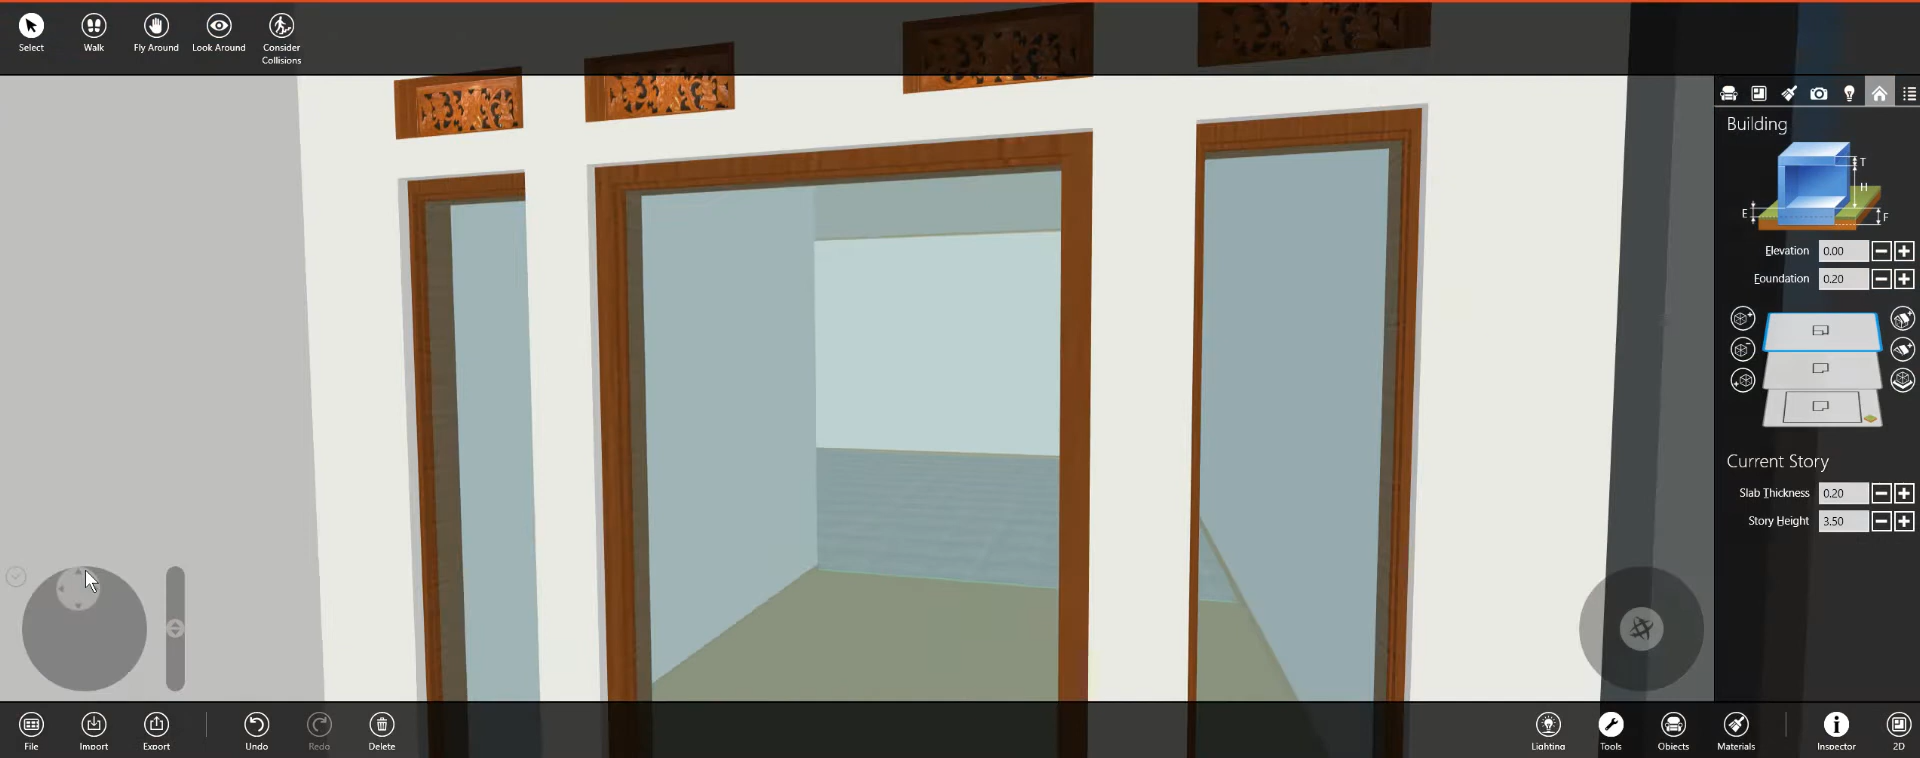 Select
Walk
Fly Around
Look Around
Consider
Collisions
Building
T
H
E
F
Elevation 0.00
Foundation 0.20
Current Story
Slab Thickness 0.20
Story Height 3.50
File
Import
Export
Undo
Redo
Delete
Lighting
Tools
Objects
Materials
Inspector
2D